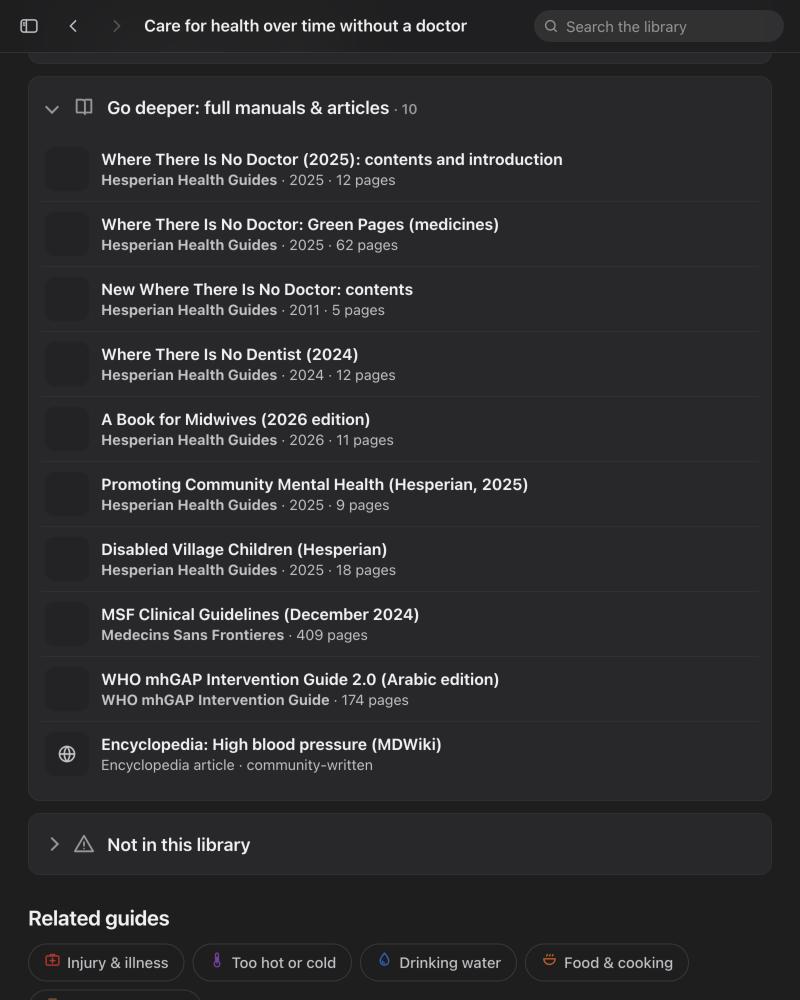 Care for health over time without a doctor
Search the library
Go deeper: full manuals & articles · 10
Where There Is No Doctor (2025): contents and introduction
Hesperian Health Guides · 2025 · 12 pages
Where There Is No Doctor: Green Pages (medicines)
Hesperian Health Guides · 2025 · 62 pages
New Where There Is No Doctor: contents
Hesperian Health Guides · 2011 · 5 pages
Where There Is No Dentist (2024)
Hesperian Health Guides · 2024 · 12 pages
A Book for Midwives (2026 edition)
Hesperian Health Guides · 2026 · 11 pages
Promoting Community Mental Health (Hesperian, 2025)
Hesperian Health Guides · 2025 · 9 pages
Disabled Village Children (Hesperian)
Hesperian Health Guides · 2025 · 18 pages
MSF Clinical Guidelines (December 2024)
Medecins Sans Frontieres · 409 pages
WHO mhGAP Intervention Guide 2.0 (Arabic edition)
WHO mhGAP Intervention Guide · 174 pages
Encyclopedia: High blood pressure (MDWiki)
Encyclopedia article · community-written
Not in this library
Related guides
Injury & illness
Too hot or cold
Drinking water
Food & cooking